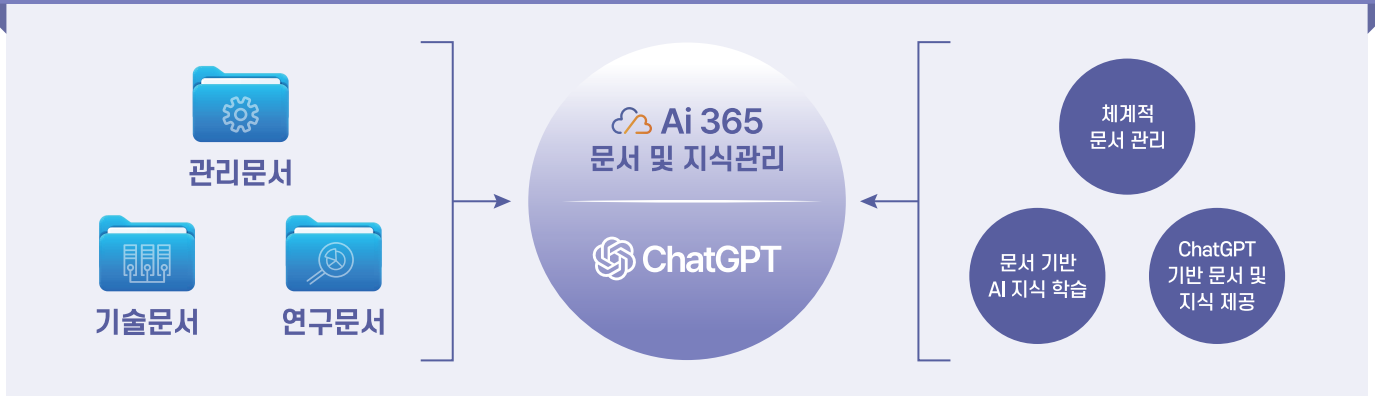 관리문서
기술문서
연구문서
Ai 365
문서 및 지식관리
ChatGPT
체계적
문서 관리
문서 기반
AI 지식 학습
ChatGPT
기반 문서 및
지식 제공